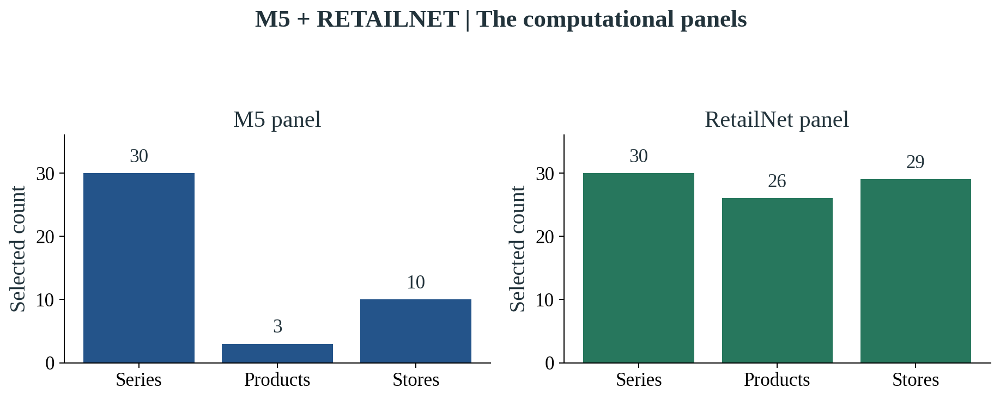 M5 + RETAILNET | The computational panels
M5 panel
Selected count
30
20
10
0
30
3
10
Series
Products
Stores
RetailNet panel
Selected count
30
20
10
0
30
26
29
Series
Products
Stores